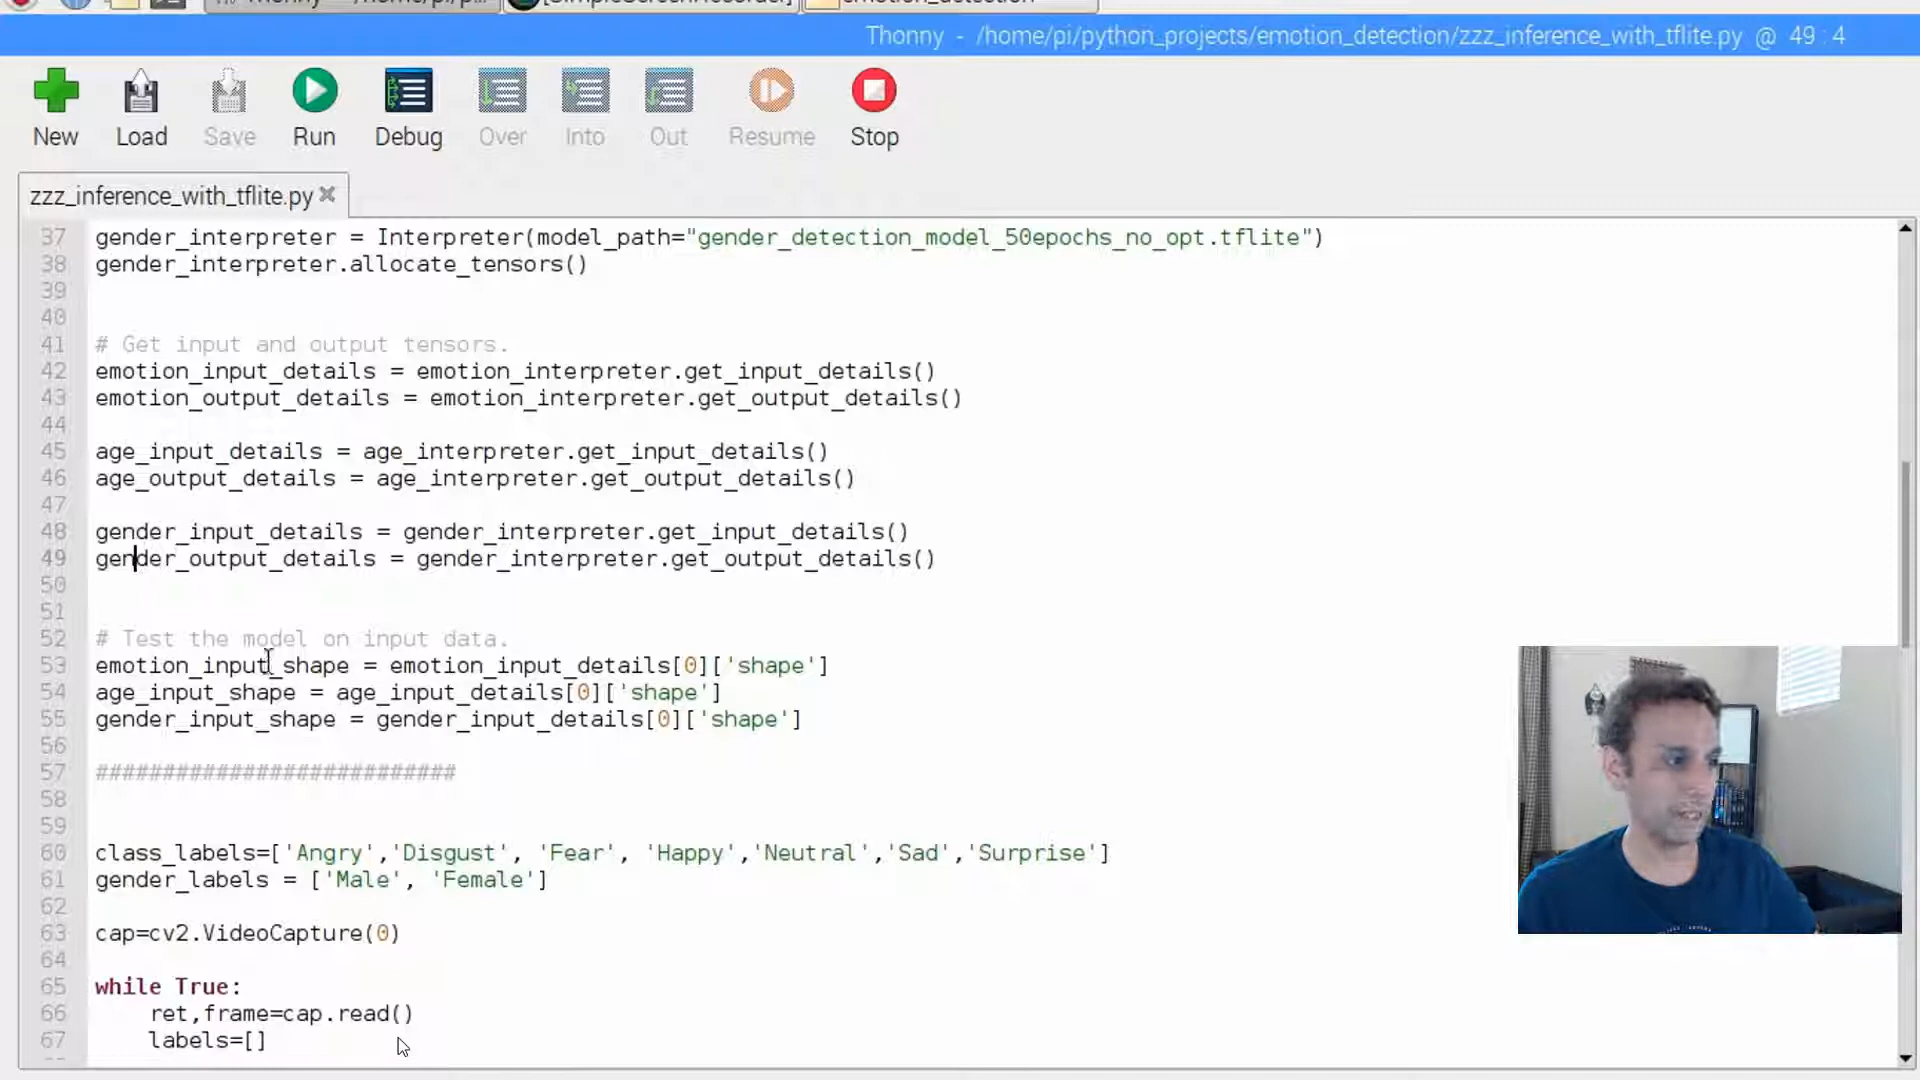 Thonny - /home/pi/p...
[SimpleScreenRecorder]
emotion_detection
Thonny - /home/pi/python_projects/emotion_detection/zzz_inference_with_tflite.py @ 49 : 4
New Load Save Run Debug Over Into Out Resume Stop
zzz_inference_with_tflite.py
37 gender_interpreter = Interpreter(model_path="gender_detection_model_50epochs_no_opt.tflite")
38 gender_interpreter.allocate_tensors()
39
40
41 # Get input and output tensors.
42 emotion_input_details = emotion_interpreter.get_input_details()
43 emotion_output_details = emotion_interpreter.get_output_details()
44
45 age_input_details = age_interpreter.get_input_details()
46 age_output_details = age_interpreter.get_output_details()
47
48 gender_input_details = gender_interpreter.get_input_details()
49 gender_output_details = gender_interpreter.get_output_details()
50
51
52 # Test the model on input data.
53 emotion_input_shape = emotion_input_details[0]['shape']
54 age_input_shape = age_input_details[0]['shape']
55 gender_input_shape = gender_input_details[0]['shape']
56
57 ###########################
58
59
60 class_labels=['Angry','Disgust', 'Fear', 'Happy','Neutral','Sad','Surprise']
61 gender_labels = ['Male', 'Female']
62
63 cap=cv2.VideoCapture(0)
64
65 while True:
66 ret,frame=cap.read()
67 labels=[]